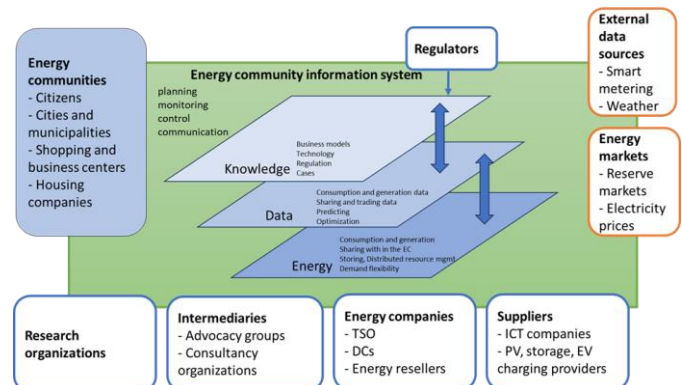 Energy
communities
- Citizens
- Cities and
municipalities
- Shopping and
business centers
- Housing
companies
Regulators
External
data
sources
- Smart
metering
- Weather
Energy
markets
- Reserve
markets
- Electricity
prices
Energy community information system
planning
monitoring
control
communication
Knowledge
Business models
Technology
Regulation
Cases
Data
Consumption and generation data
Sharing and trading data
Predicting
Optimization
Energy
Consumption and generation
Sharing with in the EC
Storing, Distributed resource mgmt
Demand flexibility
Research
organizations
Intermediaries
- Advocacy groups
- Consultancy
organizations
Energy companies
- TSO
- DCs
- Energy resellers
Suppliers
- ICT companies
- PV, storage, EV
charging providers